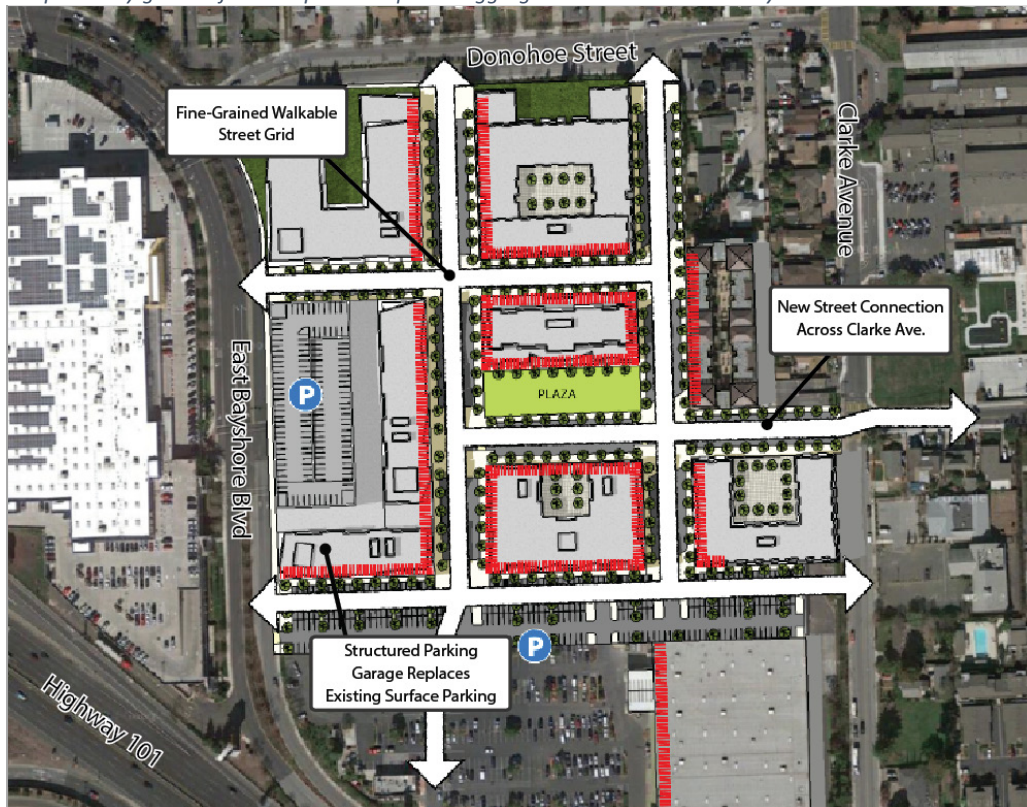 Donohoe Street
Fine-Grained Walkable
Street Grid
Clarke Avenue
New Street Connection
Across Clarke Ave.
P
PLAZA
East Bayshore Blvd
P
Structured Parking
Garage Replaces
Existing Surface Parking
Highway 101